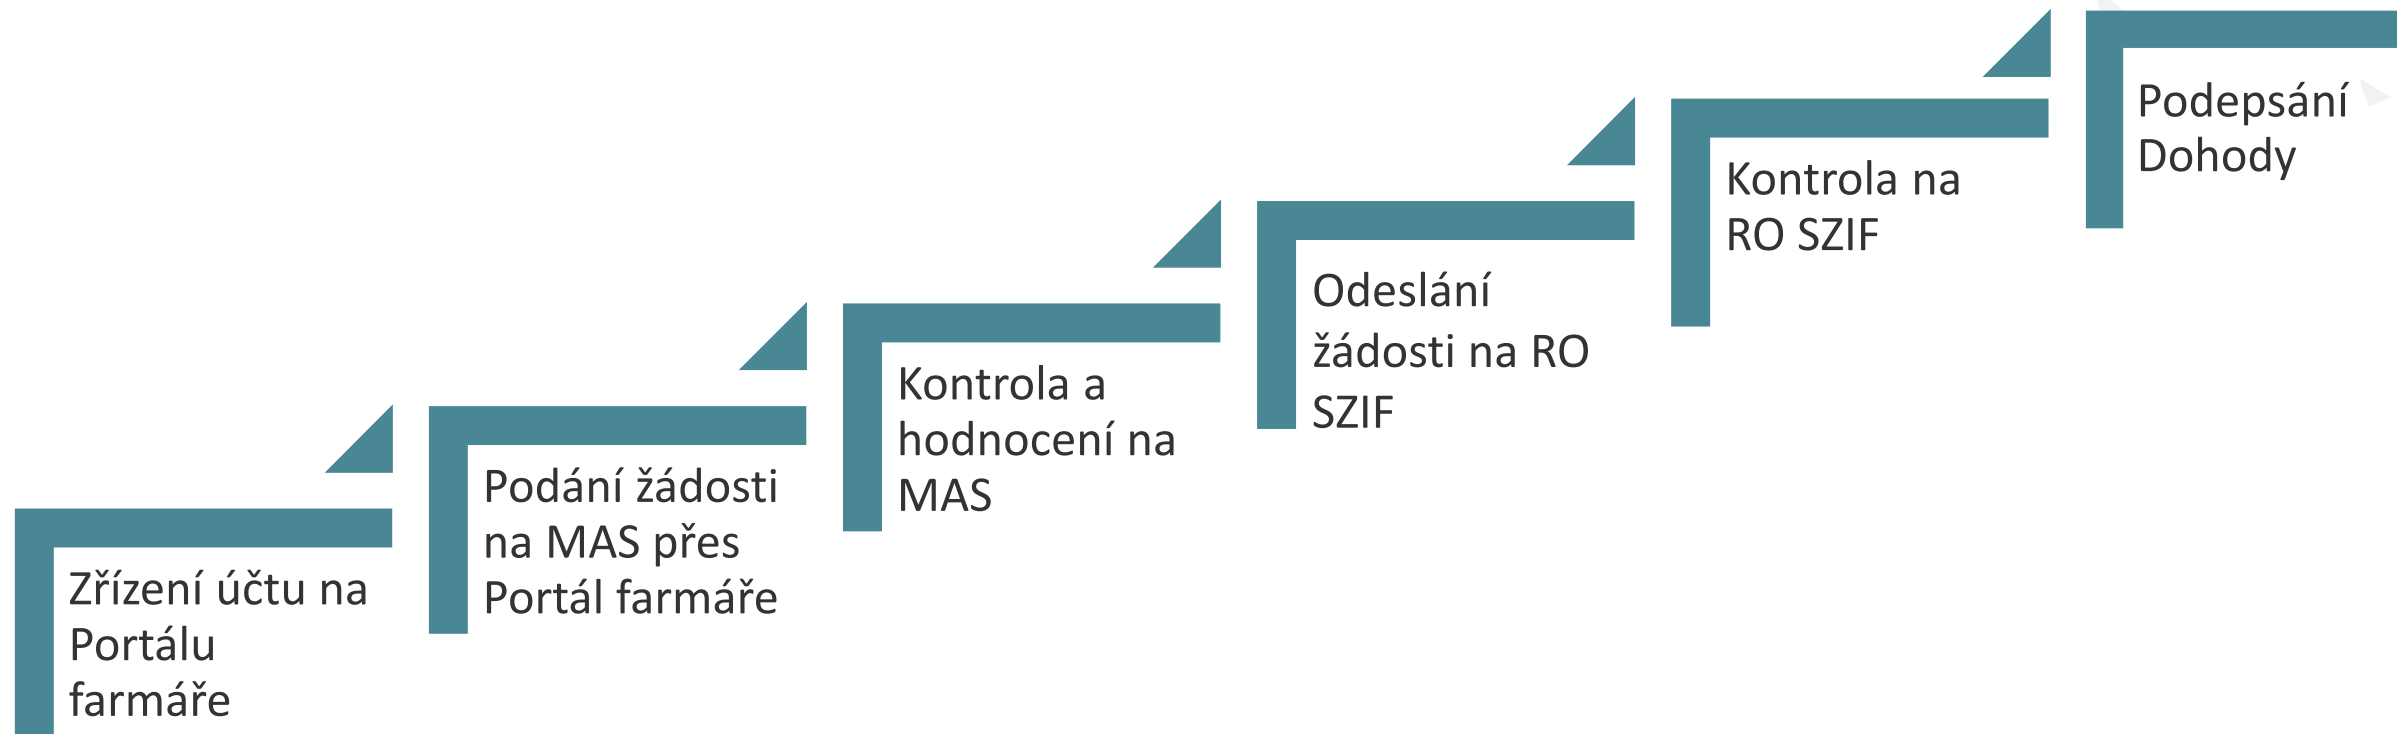 Zřízení účtu na
Portálu
farmáře
Podání žádosti
na MAS přes
Portál farmáře
Kontrola a
hodnocení na
MAS
Odeslání
žádosti na RO
SZIF
Kontrola na
RO SZIF
Podepsání
Dohody